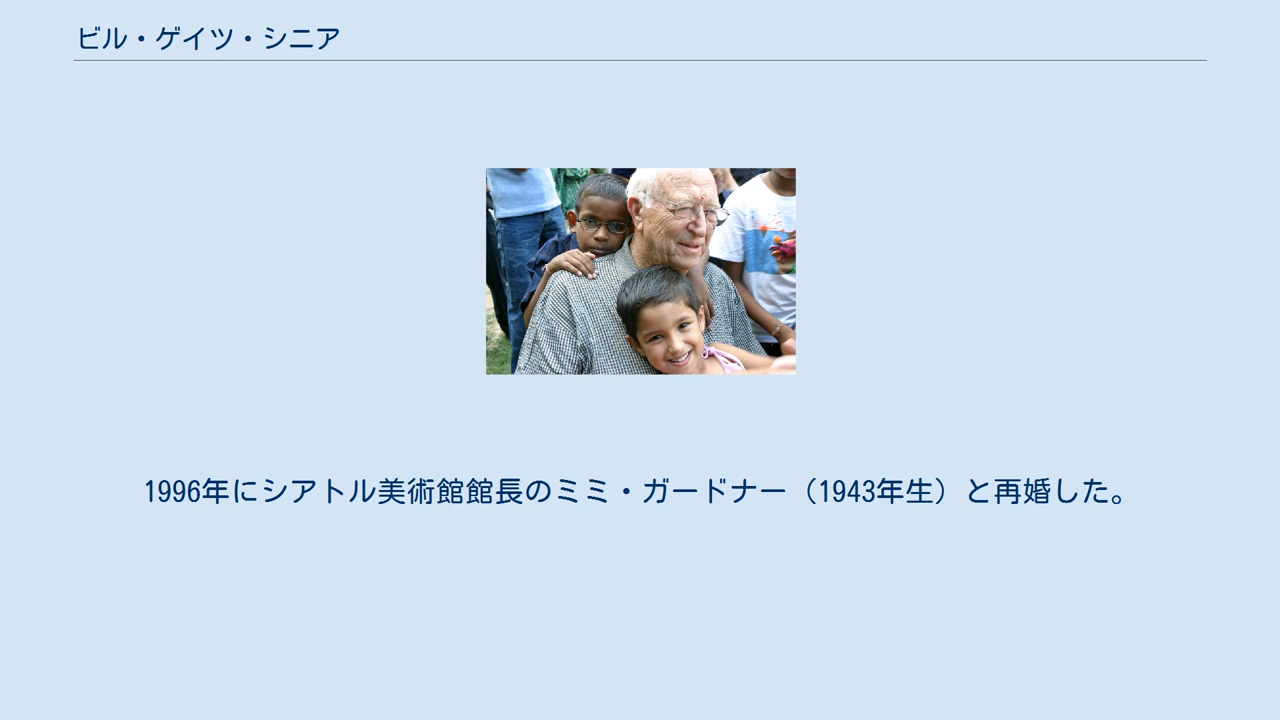 ビル・ゲイツ・シニア
1996年にシアトル美術館館長のミミ・ガードナー（1943年生）と再婚した。